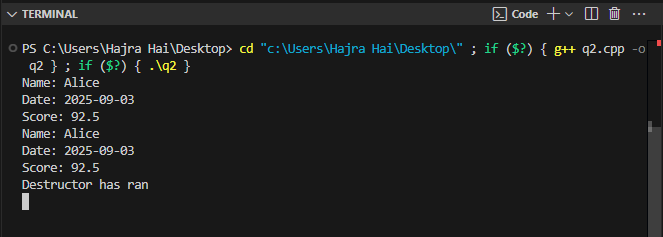 TERMINAL
Code
PS C:\Users\Hajra Hai\Desktop> cd "c:\Users\Hajra Hai\Desktop\" ; if ($?) { g++ q2.cpp -o
q2 } ; if ($?) { .\q2 }
Name: Alice
Date: 2025-09-03
Score: 92.5
Name: Alice
Date: 2025-09-03
Score: 92.5
Destructor has ran